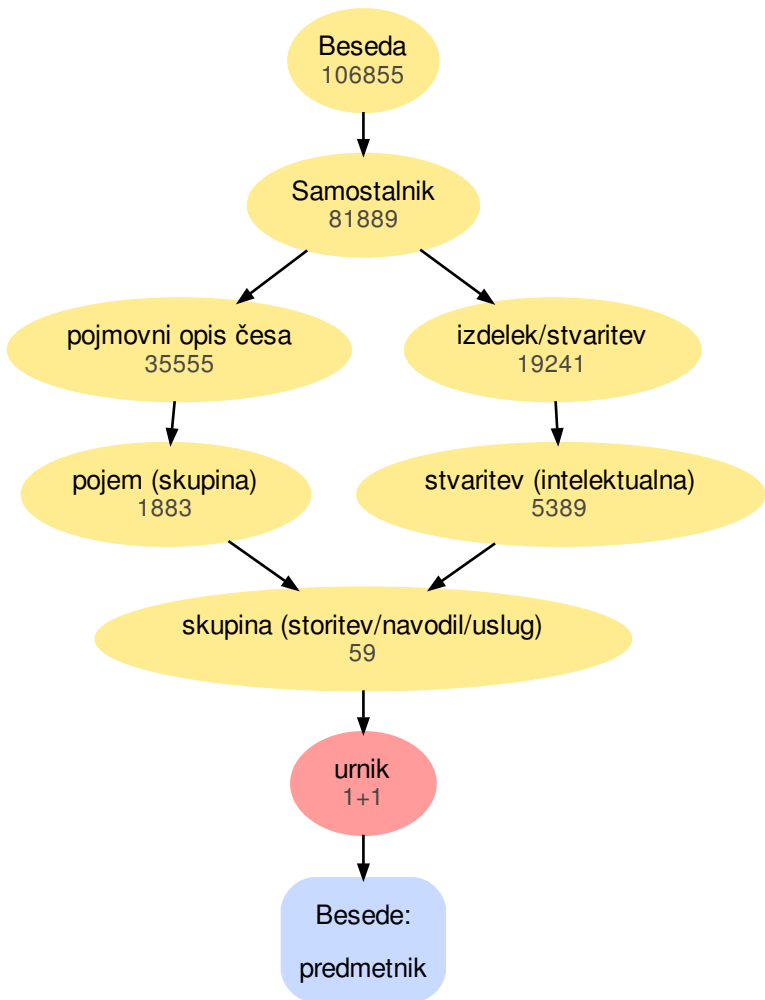 Beseda
106855
Samostalnik
81889
pojmovni opis česa
35555
izdelek/stvaritev
19241
pojem (skupina)
1883
stvaritev (intelektualna)
5389
skupina (storitev/navodil/uslug)
59
urnik
1+1
Besede:
predmetnik